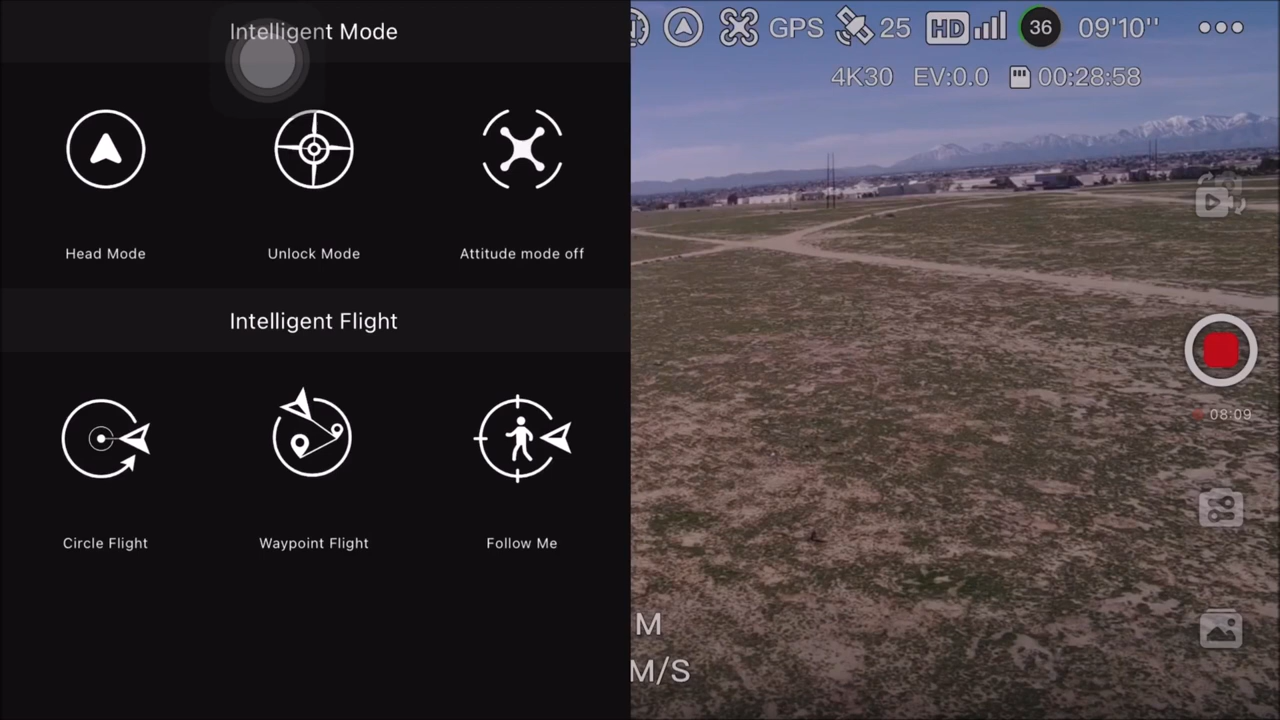 Intelligent Mode
Head Mode
Unlock Mode
Attitude mode off
Intelligent Flight
Circle Flight
Waypoint Flight
Follow Me
GPS 25 HD 36 09'10''
4K30 EV:0.0 00:28:58
08:09
M
M/S